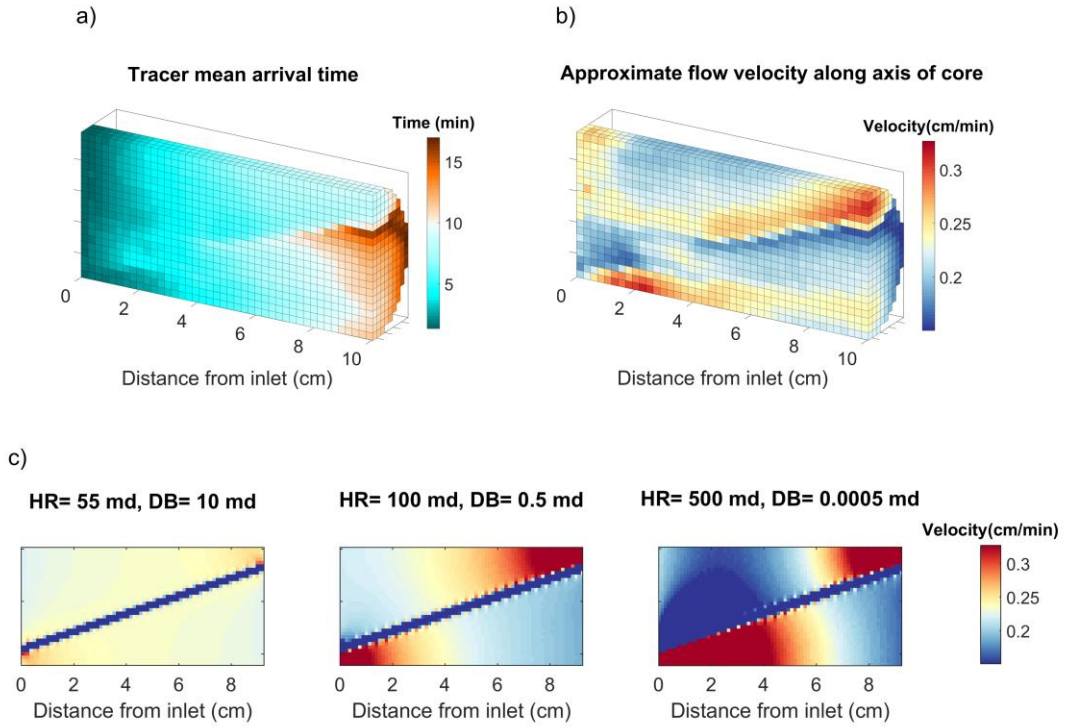 a)
b)
Tracer mean arrival time
Approximate flow velocity along axis of core
Time (min)
15
10
5
0
2
4
6
8
10
Distance from inlet (cm)
Velocity(cm/min)
0.3
0.25
0.2
0
2
4
6
8
10
Distance from inlet (cm)
c)
HR= 55 md, DB= 10 md
HR= 100 md, DB= 0.5 md
HR= 500 md, DB= 0.0005 md
Velocity(cm/min)
0.3
0.25
0.2
0 2 4 6 8
0 2 4 6 8
0 2 4 6 8
Distance from inlet (cm)
Distance from inlet (cm)
Distance from inlet (cm)